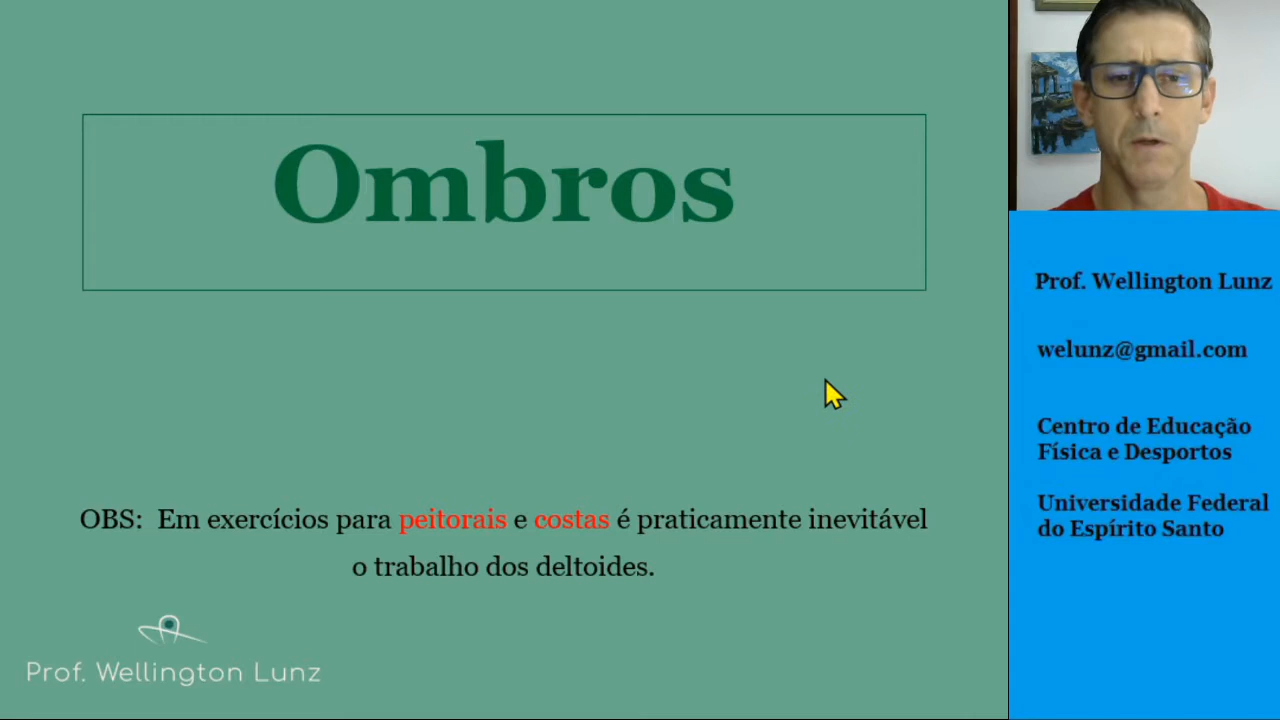 Ombros
OBS:  Em exercícios para peitorais e costas é praticamente inevitável
o trabalho dos deltoides.
Prof. Wellington Lunz
Prof. Wellington Lunz
welunz@gmail.com
Centro de Educação
Física e Desportos
Universidade Federal
do Espírito Santo